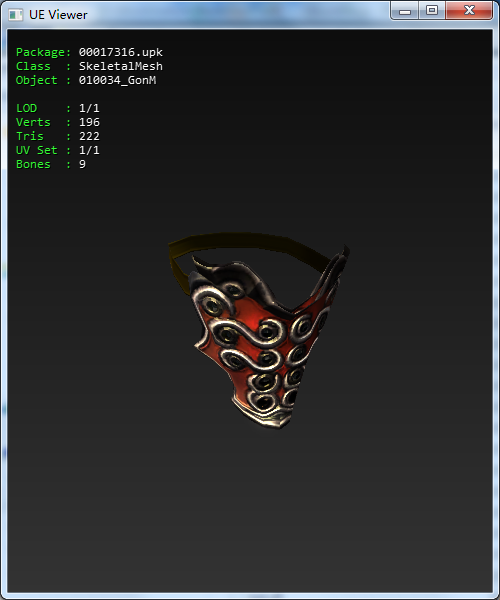 UE Viewer
Package: 00017316.upk
Class  : SkeletalMesh
Object : 010034_GonM
LOD    : 1/1
Verts  : 196
Tris   : 222
UV Set : 1/1
Bones  : 9